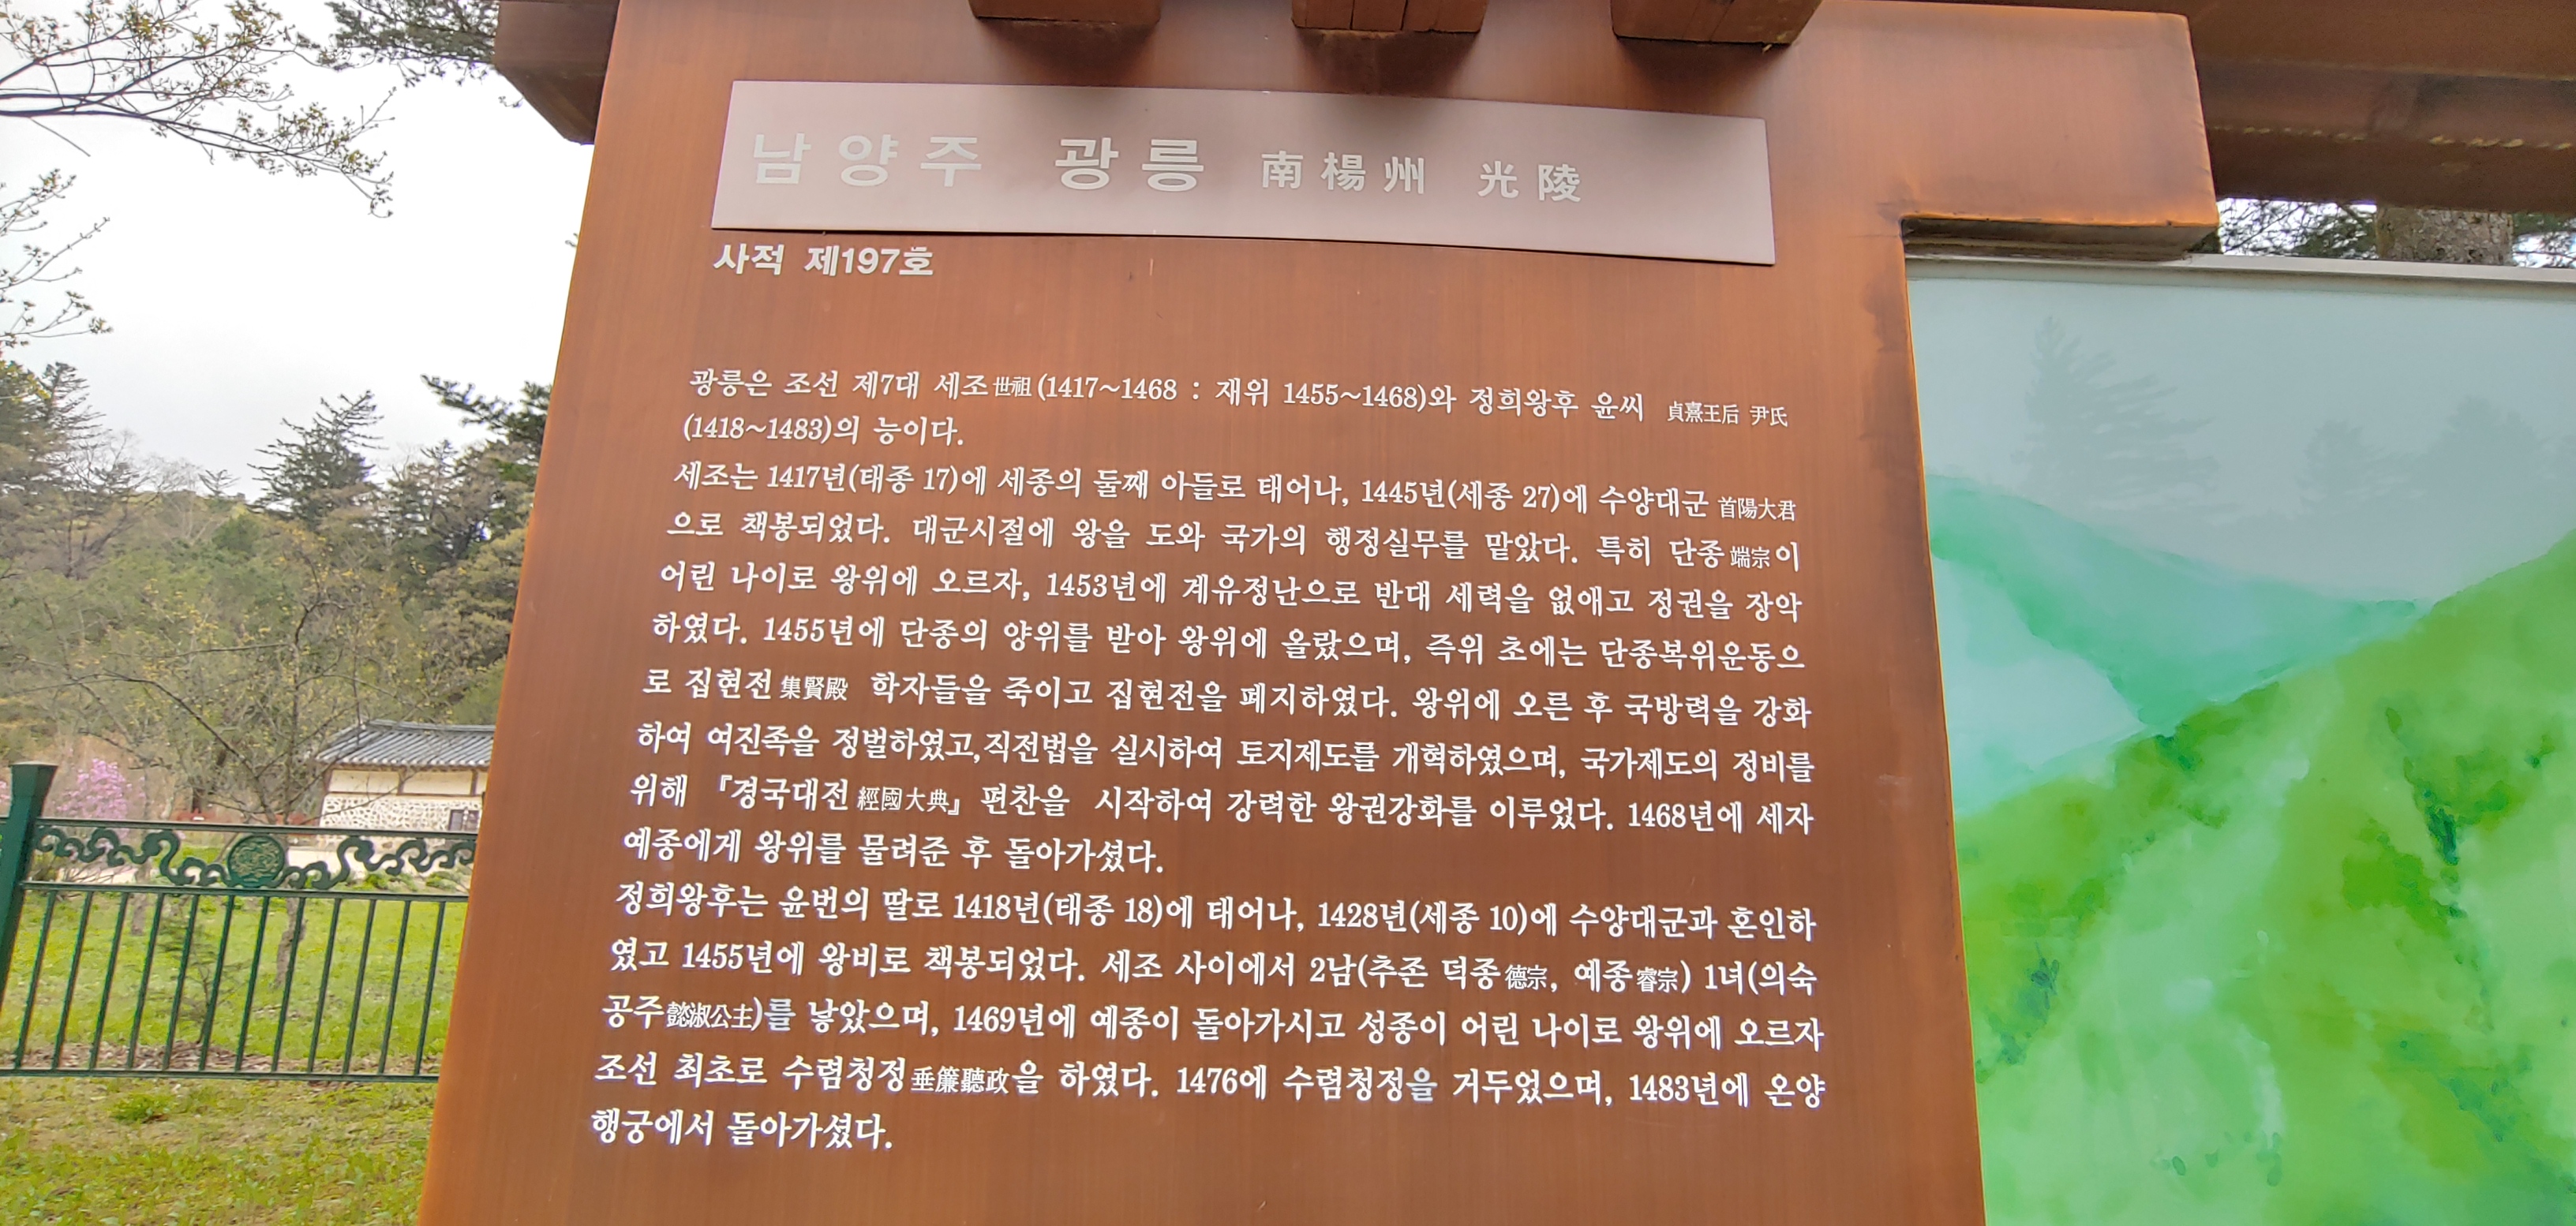 남양주 광릉 南楊州 光陵
사적 제197호
광릉은 조선 제7대 세조世祖(1417~1468 : 재위 1455~1468)와 정희왕후 윤씨 貞熹王后 尹氏
(1418~1483)의 능이다.
세조는 1417년(태종 17)에 세종의 둘째 아들로 태어나, 1445년(세종 27)에 수양대군 首陽大君
으로 책봉되었다. 대군시절에 왕을 도와 국가의 행정실무를 맡았다. 특히 단종端宗이
어린 나이로 왕위에 오르자, 1453년에 계유정난으로 반대 세력을 없애고 정권을 장악
하였다. 1455년에 단종의 양위를 받아 왕위에 올랐으며, 즉위 초에는 단종복위운동으
로 집현전集賢殿 학자들을 죽이고 집현전을 폐지하였다. 왕위에 오른 후 국방력을 강화
하여 여진족을 정벌하였고,직전법을 실시하여 토지제도를 개혁하였으며, 국가제도의 정비를
위해 『경국대전經國大典』 편찬을 시작하여 강력한 왕권강화를 이루었다. 1468년에 세자
예종에게 왕위를 물려준 후 돌아가셨다.
정희왕후는 윤번의 딸로 1418년(태종 18)에 태어나, 1428년(세종 10)에 수양대군과 혼인하
였고 1455년에 왕비로 책봉되었다. 세조 사이에서 2남(추존 덕종德宗, 예종睿宗) 1녀(의숙
공주懿淑公主)를 낳았으며, 1469년에 예종이 돌아가시고 성종이 어린 나이로 왕위에 오르자
조선 최초로 수렴청정垂簾聽政을 하였다. 1476에 수렴청정을 거두었으며, 1483년에 온양
행궁에서 돌아가셨다.